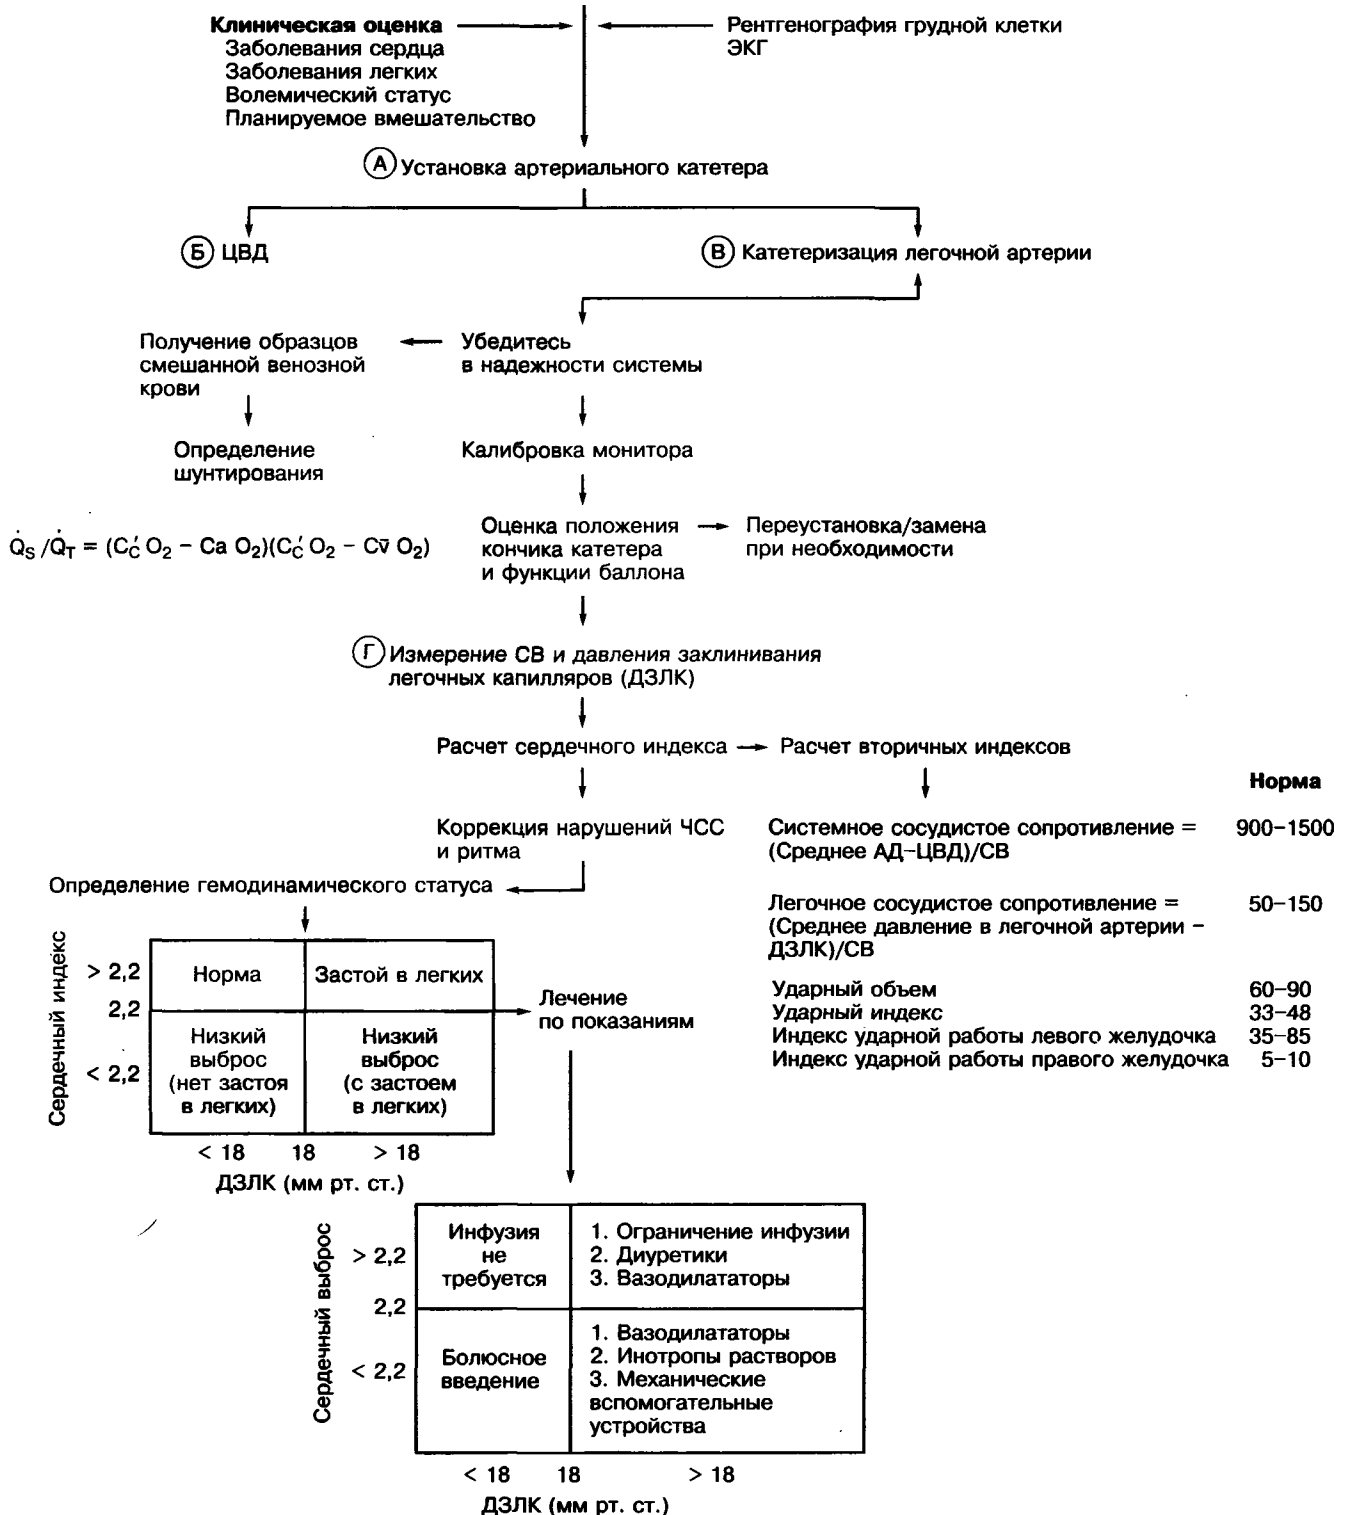 Клиническая оценка
Заболевания сердца
Заболевания легких
Волемический статус
Планируемое вмешательство
Рентгенография грудной клетки
ЭКГ
А Установка артериального катетера
Б ЦВД
В Катетеризация легочной артерии
Получение образцов
смешанной венозной
крови
Убедитесь
в надежности системы
Определение
шунтирования
Калибровка монитора
Q̇S/Q̇T = (CC′ O2 – Ca O2)(CC′ O2 – Cv̄ O2)
Оценка положения
кончика катетера
и функции баллона
Переустановка/замена
при необходимости
Г Измерение СВ и давления заклинивания
легочных капилляров (ДЗЛК)
Расчет сердечного индекса
Расчет вторичных индексов
Норма
Коррекция нарушений ЧСС
и ритма
Системное сосудистое сопротивление = 900–1500
(Среднее АД–ЦВД)/СВ
Определение гемодинамического статуса
Легочное сосудистое сопротивление = 50–150
(Среднее давление в легочной артерии –
ДЗЛК)/СВ
Ударный объем 60–90
Ударный индекс 33–48
Индекс ударной работы левого желудочка 35–85
Индекс ударной работы правого желудочка 5–10
Сердечный индекс
> 2,2
2,2
< 2,2
Норма
Застой в легких
Низкий
выброс
(нет застоя
в легких)
Низкий
выброс
(с застоем
в легких)
< 18 18 > 18
ДЗЛК (мм рт. ст.)
Лечение
по показаниям
Сердечный выброс
> 2,2
2,2
< 2,2
Инфузия
не
требуется
1. Ограничение инфузии
2. Диуретики
3. Вазодилататоры
Болюсное
введение
1. Вазодилататоры
2. Инотропы растворов
3. Механические
вспомогательные
устройства
< 18 18 > 18
ДЗЛК (мм рт. ст.)